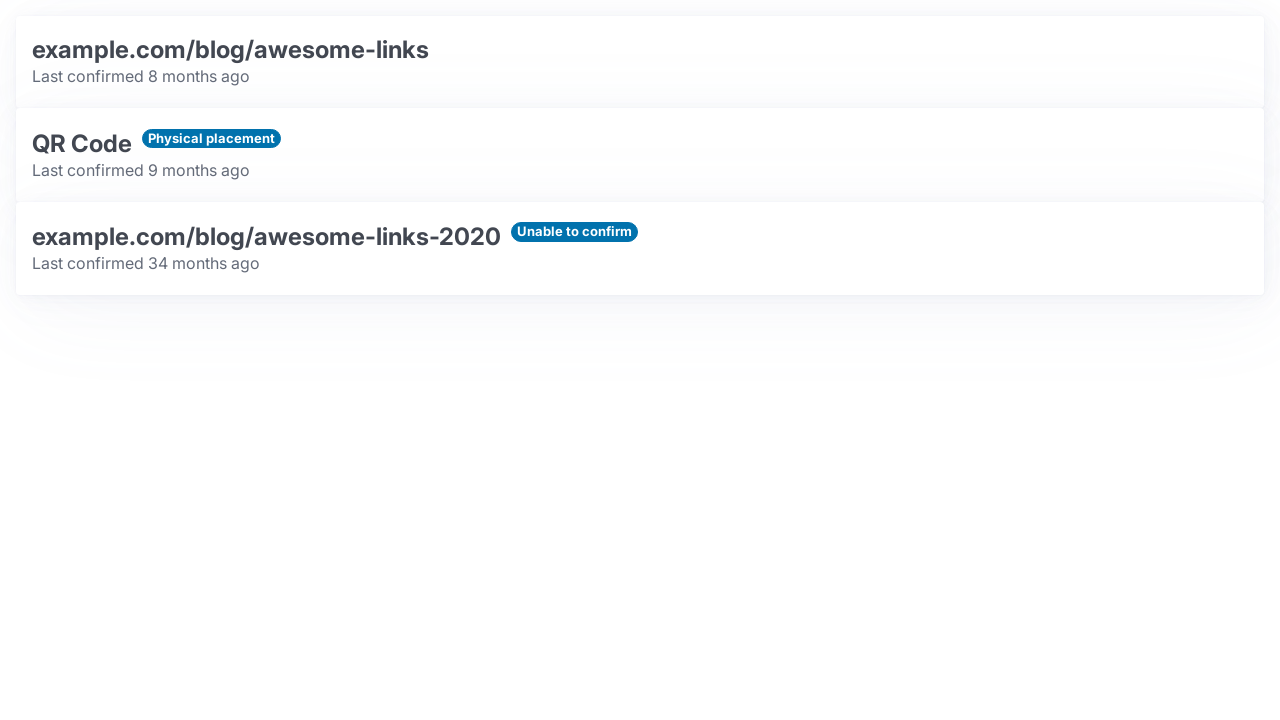 example.com/blog/awesome-links
Last confirmed 8 months ago
QR Code Physical placement
Last confirmed 9 months ago
example.com/blog/awesome-links-2020 Unable to confirm
Last confirmed 34 months ago